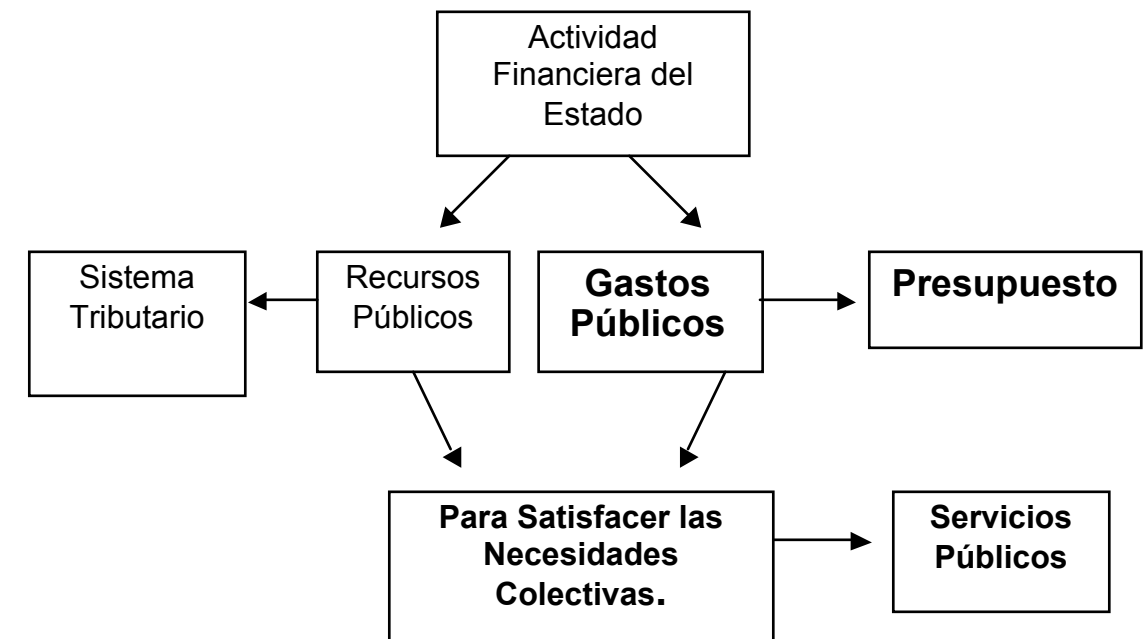 Actividad
Financiera del
Estado
Sistema
Tributario
Recursos
Públicos
Gastos
Públicos
Presupuesto
Para Satisfacer las
Necesidades
Colectivas.
Servicios
Públicos